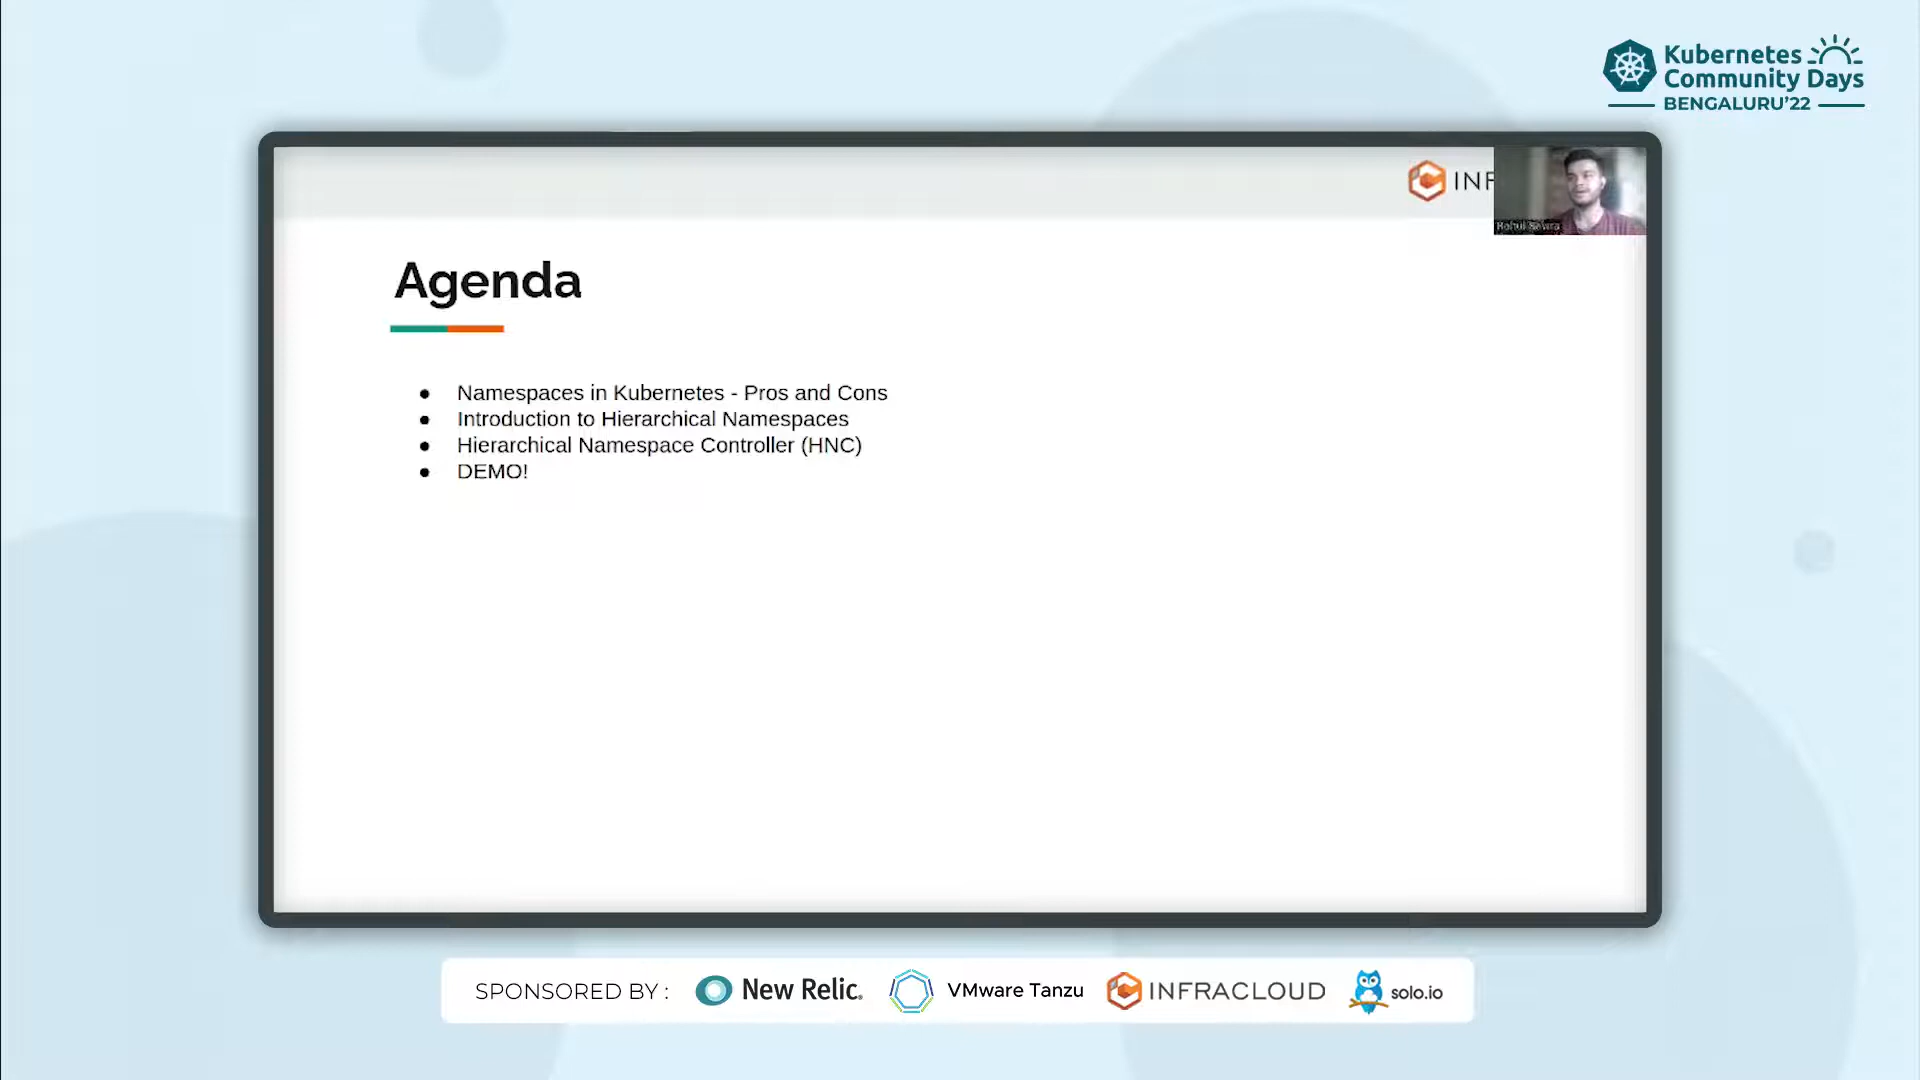 Kubernetes
Community Days
BENGALURU'22
INF
Agenda
● Namespaces in Kubernetes - Pros and Cons
● Introduction to Hierarchical Namespaces
● Hierarchical Namespace Controller (HNC)
● DEMO!
SPONSORED BY : New Relic. VMware Tanzu INFRACLOUD solo.io